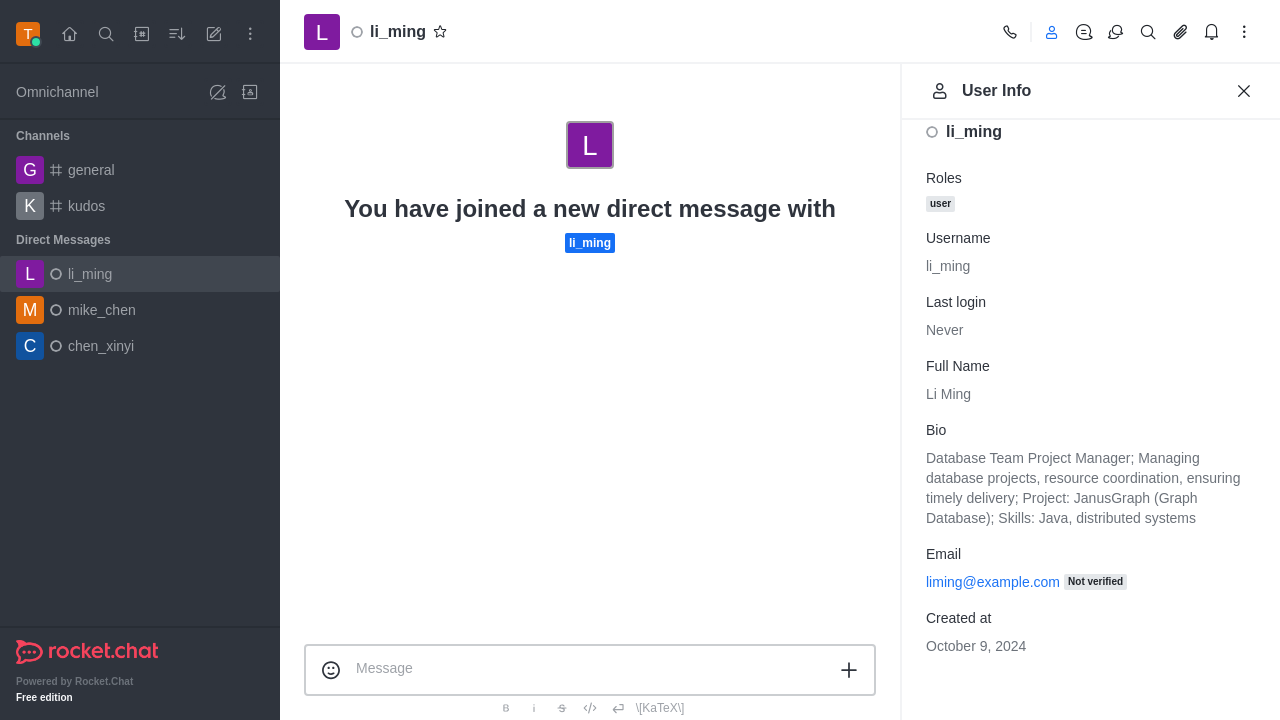 T
Omnichannel
Channels
G general
K kudos
Direct Messages
L li_ming
M mike_chen
C chen_xinyi
rocket.chat
Powered by Rocket.Chat
Free edition
L li_ming
L
You have joined a new direct message with
li_ming
Message
B i S \[KaTeX\]
User Info
li_ming
Roles
user
Username
li_ming
Last login
Never
Full Name
Li Ming
Bio
Database Team Project Manager; Managing
database projects, resource coordination, ensuring
timely delivery; Project: JanusGraph (Graph
Database); Skills: Java, distributed systems
Email
liming@example.com Not verified
Created at
October 9, 2024